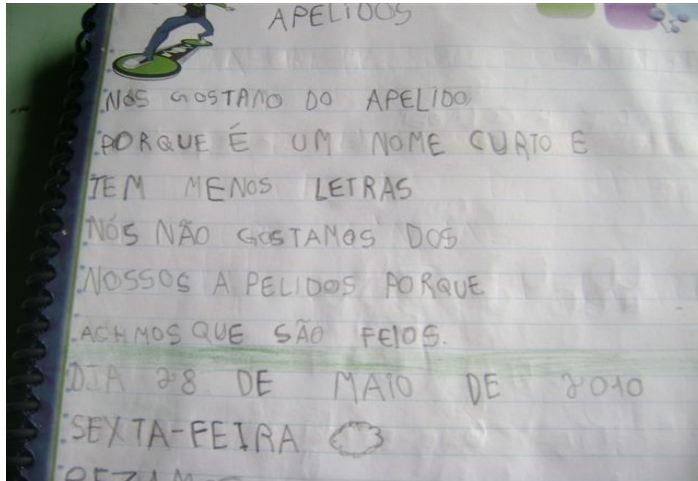 APELIDOS
NÓS GOSTAMO DO APELIDO
PORQUE É UM NOME CURTO E
TEM MENOS LETRAS
NÓS NÃO GOSTAMOS DOS
NOSSOS APELIDOS PORQUE
ACHMOS QUE SÃO FEIOS.
DIA 28 DE MAIO DE 2010
SEXTA-FEIRA